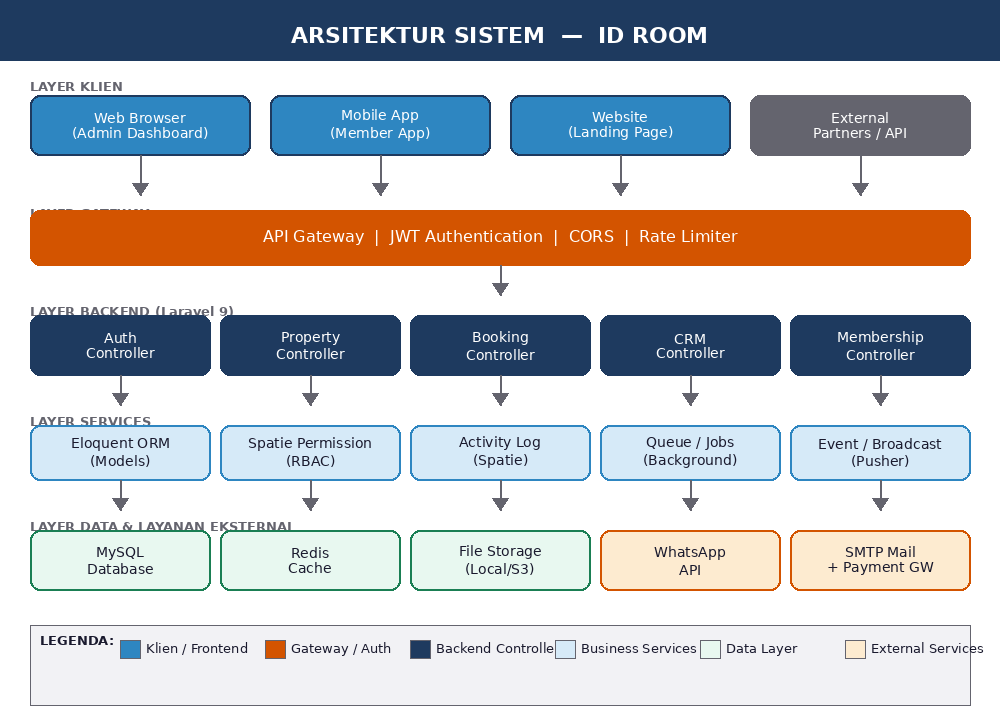 ARSITEKTUR SISTEM — ID ROOM
LAYER KLIEN
Web Browser
(Admin Dashboard)
Mobile App
(Member App)
Website
(Landing Page)
External
Partners / API
LAYER GATEWAY
API Gateway | JWT Authentication | CORS | Rate Limiter
LAYER BACKEND (Laravel 9)
Auth
Controller
Property
Controller
Booking
Controller
CRM
Controller
Membership
Controller
LAYER SERVICES
Eloquent ORM
(Models)
Spatie Permission
(RBAC)
Activity Log
(Spatie)
Queue / Jobs
(Background)
Event / Broadcast
(Pusher)
LAYER DATA & LAYANAN EKSTERNAL
MySQL
Database
Redis
Cache
File Storage
(Local/S3)
WhatsApp
API
SMTP Mail
+ Payment GW
LEGENDA:
Klien / Frontend
Gateway / Auth
Backend Controlle
Business Services
Data Layer
External Services